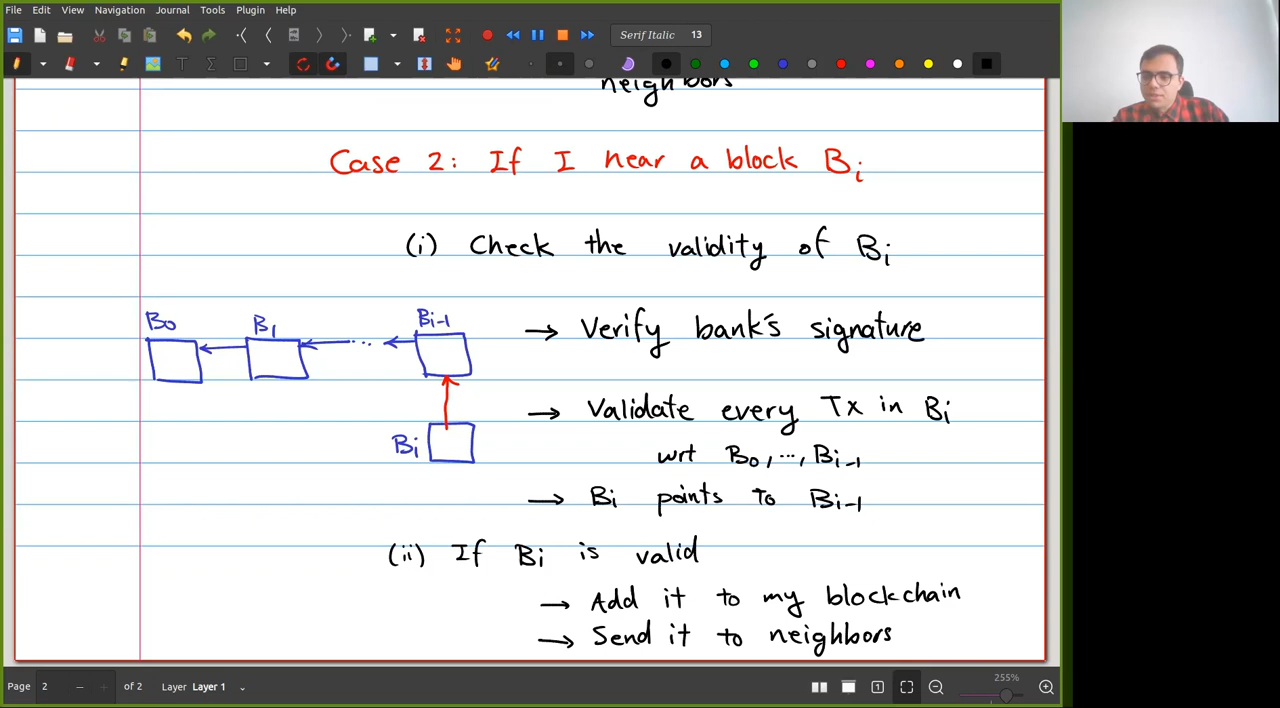 File Edit View Navigation Journal Tools Plugin Help
Serif Italic 13
neighbors
Case 2: If I hear a block Bi
(i) Check the validity of Bi
B0 B1 Bi-1
→ Verify bank's signature
→ Validate every Tx in Bi
wrt B0, ..., Bi-1
Bi
→ Bi points to Bi-1
(ii) If Bi is valid
→ Add it to my blockchain
→ Send it to neighbors
Page 2 of 2 Layer Layer 1 255%